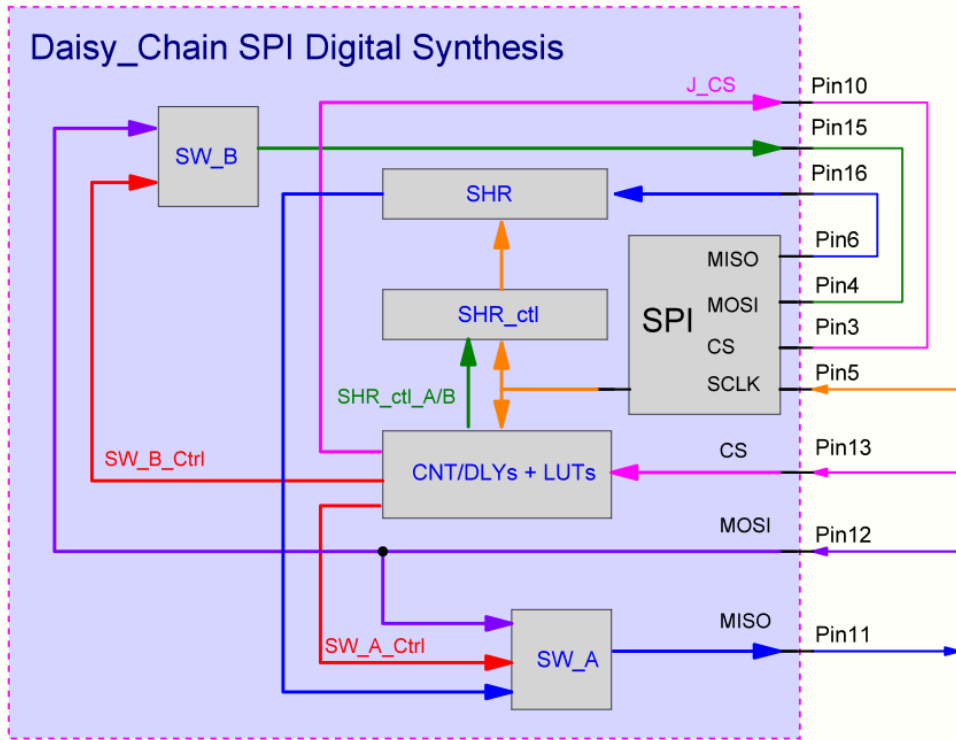 Daisy_Chain SPI Digital Synthesis
J_CS
Pin10
Pin15
SW_B
Pin16
SHR
Pin6
MISO
Pin4
MOSI
SHR_ctl
SPI
Pin3
CS
Pin5
SCLK
SHR_ctl_A/B
SW_B_Ctrl
CS
Pin13
CNT/DLYs + LUTs
MOSI
Pin12
MISO
Pin11
SW_A_Ctrl
SW_A